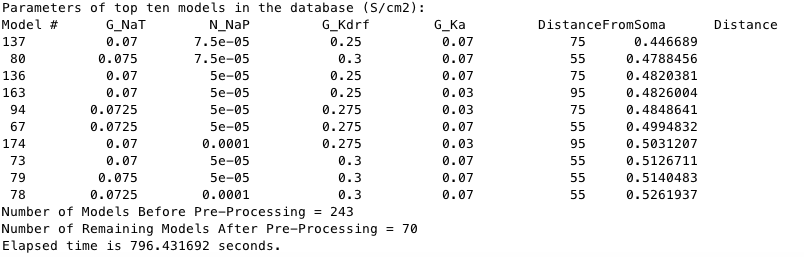 Parameters of top ten models in the database (S/cm2):
Model # G_NaT N_NaP G_Kdrf G_Ka DistanceFromSoma Distance
137 0.07 7.5e-05 0.25 0.07 75 0.446689
80 0.075 7.5e-05 0.3 0.07 55 0.4788456
136 0.07 5e-05 0.25 0.07 75 0.4820381
163 0.07 5e-05 0.25 0.03 95 0.4826004
94 0.0725 5e-05 0.275 0.03 75 0.4848641
67 0.0725 5e-05 0.275 0.07 55 0.4994832
174 0.07 0.0001 0.275 0.03 95 0.5031207
73 0.07 5e-05 0.3 0.07 55 0.5126711
79 0.075 5e-05 0.3 0.07 55 0.5140483
78 0.0725 0.0001 0.3 0.07 55 0.5261937
Number of Models Before Pre-Processing = 243
Number of Remaining Models After Pre-Processing = 70
Elapsed time is 796.431692 seconds.